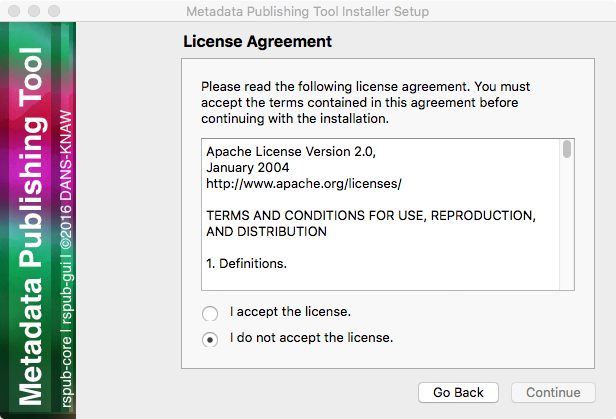 Metadata Publishing Tool Installer Setup
Metadata Publishing Tool
rspub-core | rspub-gui | ©2016 DANS-KNAW
License Agreement
Please read the following license agreement. You must
accept the terms contained in this agreement before
continuing with the installation.
Apache License Version 2.0,
January 2004
http://www.apache.org/licenses/
TERMS AND CONDITIONS FOR USE, REPRODUCTION,
AND DISTRIBUTION
1. Definitions.
I accept the license.
I do not accept the license.
Go Back
Continue